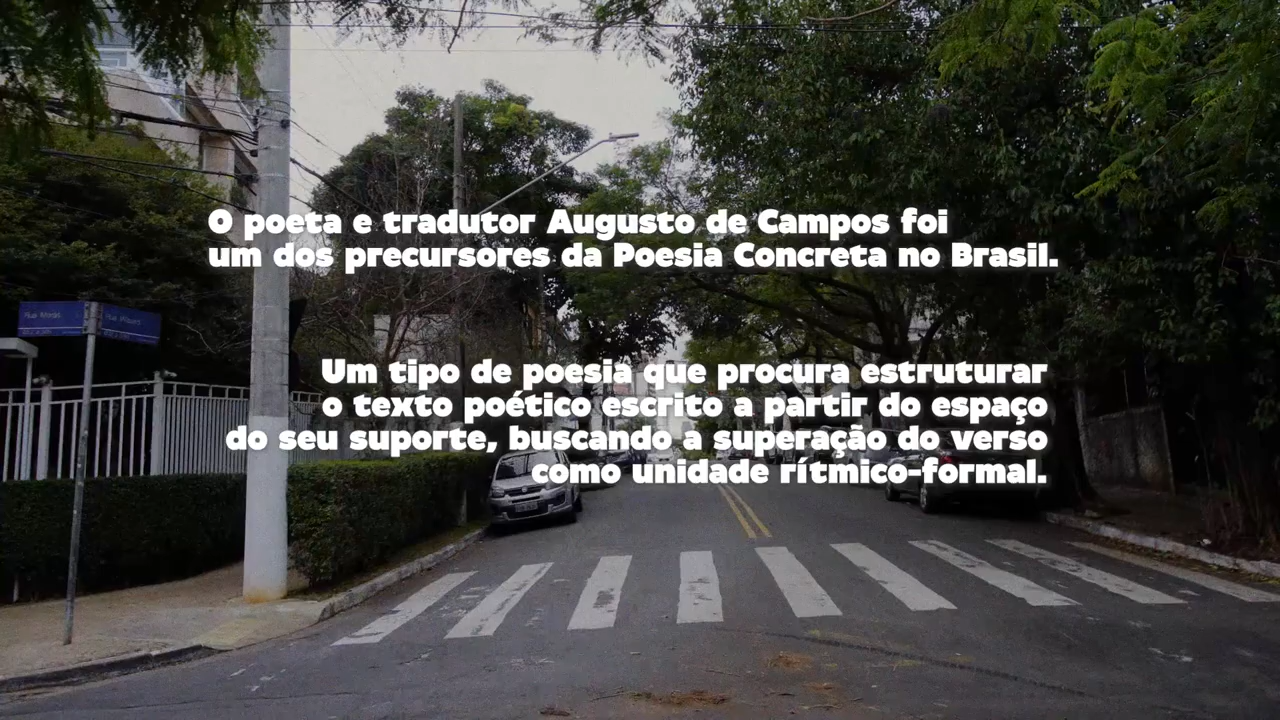 O poeta e tradutor Augusto de Campos foi
um dos precursores da Poesia Concreta no Brasil.
Um tipo de poesia que procura estruturar
o texto poético escrito a partir do espaço
do seu suporte, buscando a superação do verso
como unidade rítmico-formal.
Rua
Rua